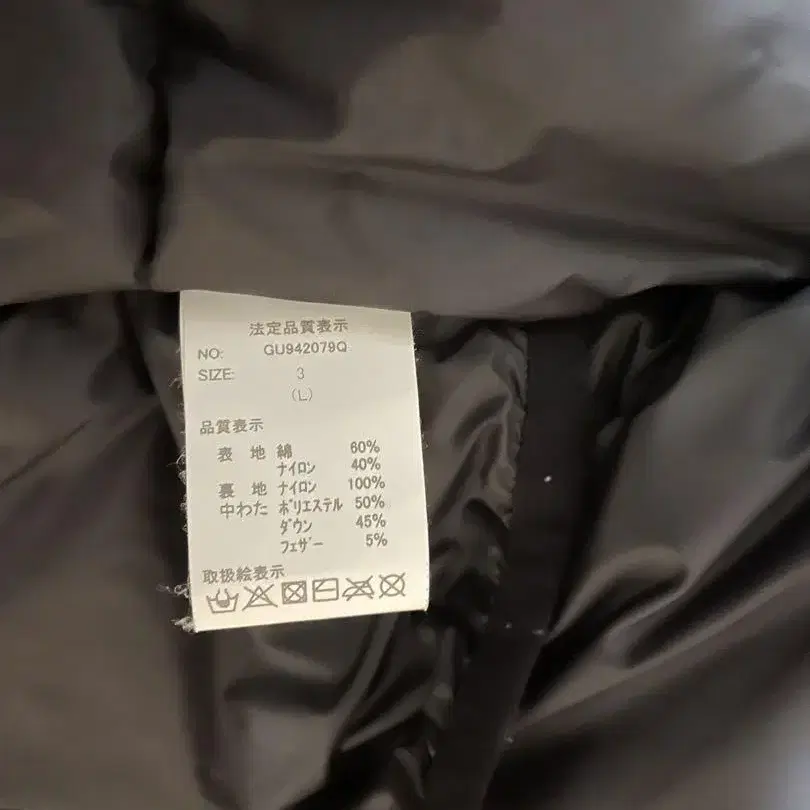 法定品質表示
NO: GU942079Q
SIZE: 3
(L)
品質表示
表 地 綿 60%
ナイロン 40%
裏 地 ナイロン 100%
中わた ポリエステル 50%
ダウン 45%
フェザー 5%
取扱絵表示